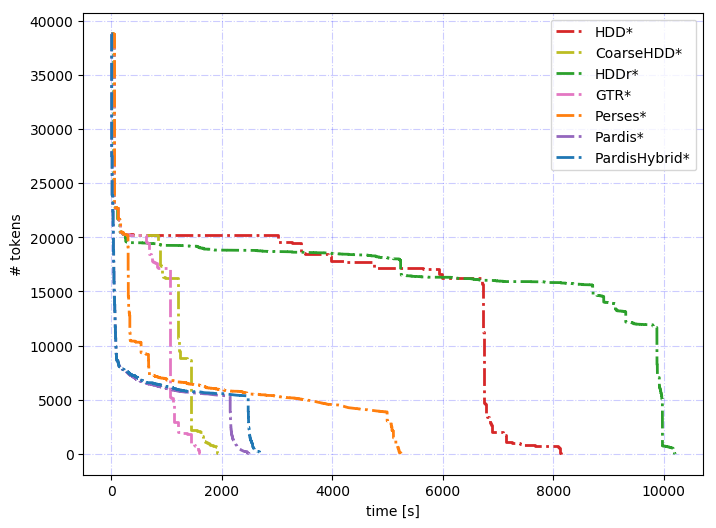 40000
35000
30000
25000
20000
15000
10000
5000
0
# tokens
HDD*
CoarseHDD*
HDDr*
GTR*
Perses*
Pardis*
PardisHybrid*
0 2000 4000 6000 8000 10000
time [s]